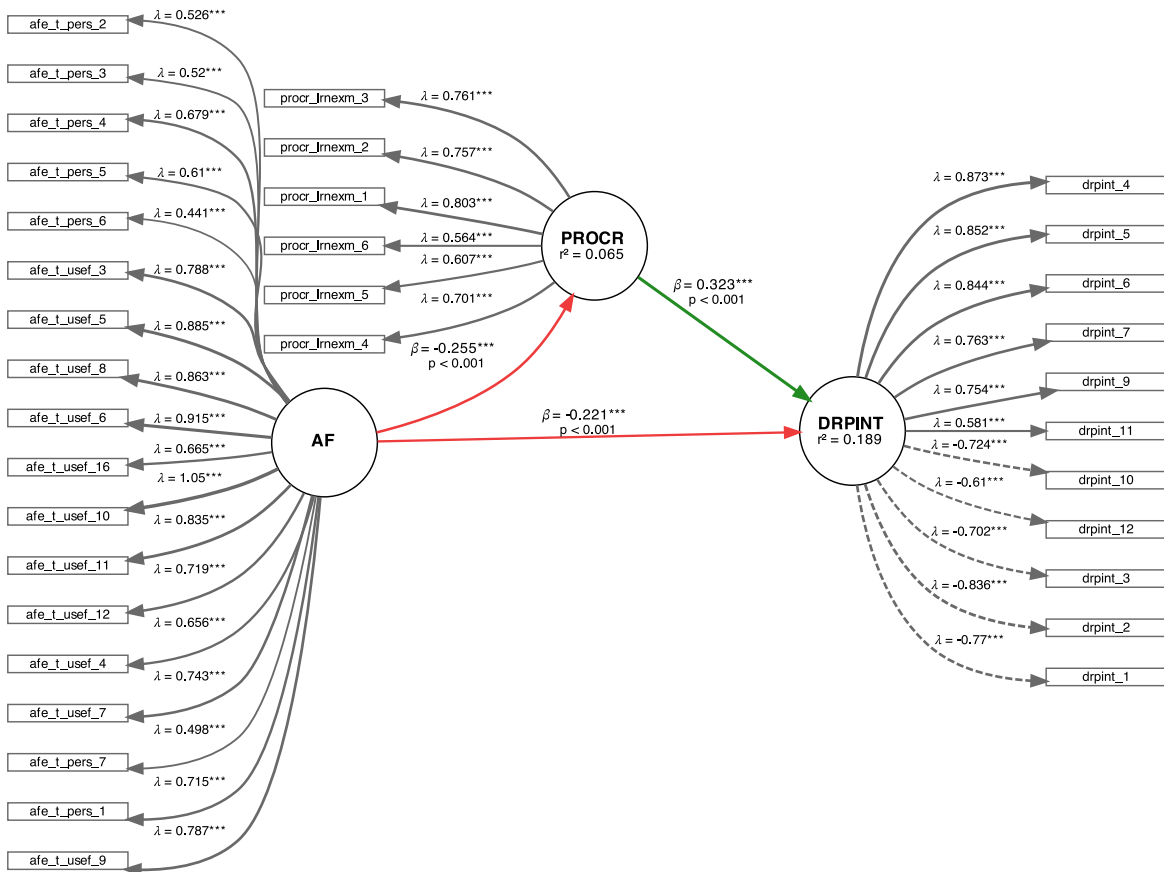 afe_t_pers_2
λ = 0.526***
afe_t_pers_3
λ = 0.52***
afe_t_pers_4
λ = 0.679***
afe_t_pers_5
λ = 0.61***
afe_t_pers_6
λ = 0.441***
afe_t_usef_3
λ = 0.788***
afe_t_usef_5
λ = 0.885***
afe_t_usef_8
λ = 0.863***
afe_t_usef_6
λ = 0.915***
afe_t_usef_16
λ = 0.665***
afe_t_usef_10
λ = 1.05***
afe_t_usef_11
λ = 0.835***
afe_t_usef_12
λ = 0.719***
afe_t_usef_4
λ = 0.656***
afe_t_usef_7
λ = 0.743***
afe_t_pers_7
λ = 0.498***
afe_t_pers_1
λ = 0.715***
afe_t_usef_9
λ = 0.787***
procr_lrnexm_3
λ = 0.761***
procr_lrnexm_2
λ = 0.757***
procr_lrnexm_1
λ = 0.803***
procr_lrnexm_6
λ = 0.564***
procr_lrnexm_5
λ = 0.607***
procr_lrnexm_4
λ = 0.701***
PROCR
r² = 0.065
β = -0.255***
p < 0.001
β = 0.323***
p < 0.001
AF
β = -0.221***
p < 0.001
DRPINT
r² = 0.189
λ = 0.873***
drpint_4
λ = 0.852***
drpint_5
λ = 0.844***
drpint_6
λ = 0.763***
drpint_7
λ = 0.754***
drpint_9
λ = 0.581***
drpint_11
λ = -0.724***
drpint_10
λ = -0.61***
drpint_12
λ = -0.702***
drpint_3
λ = -0.836***
drpint_2
λ = -0.77***
drpint_1